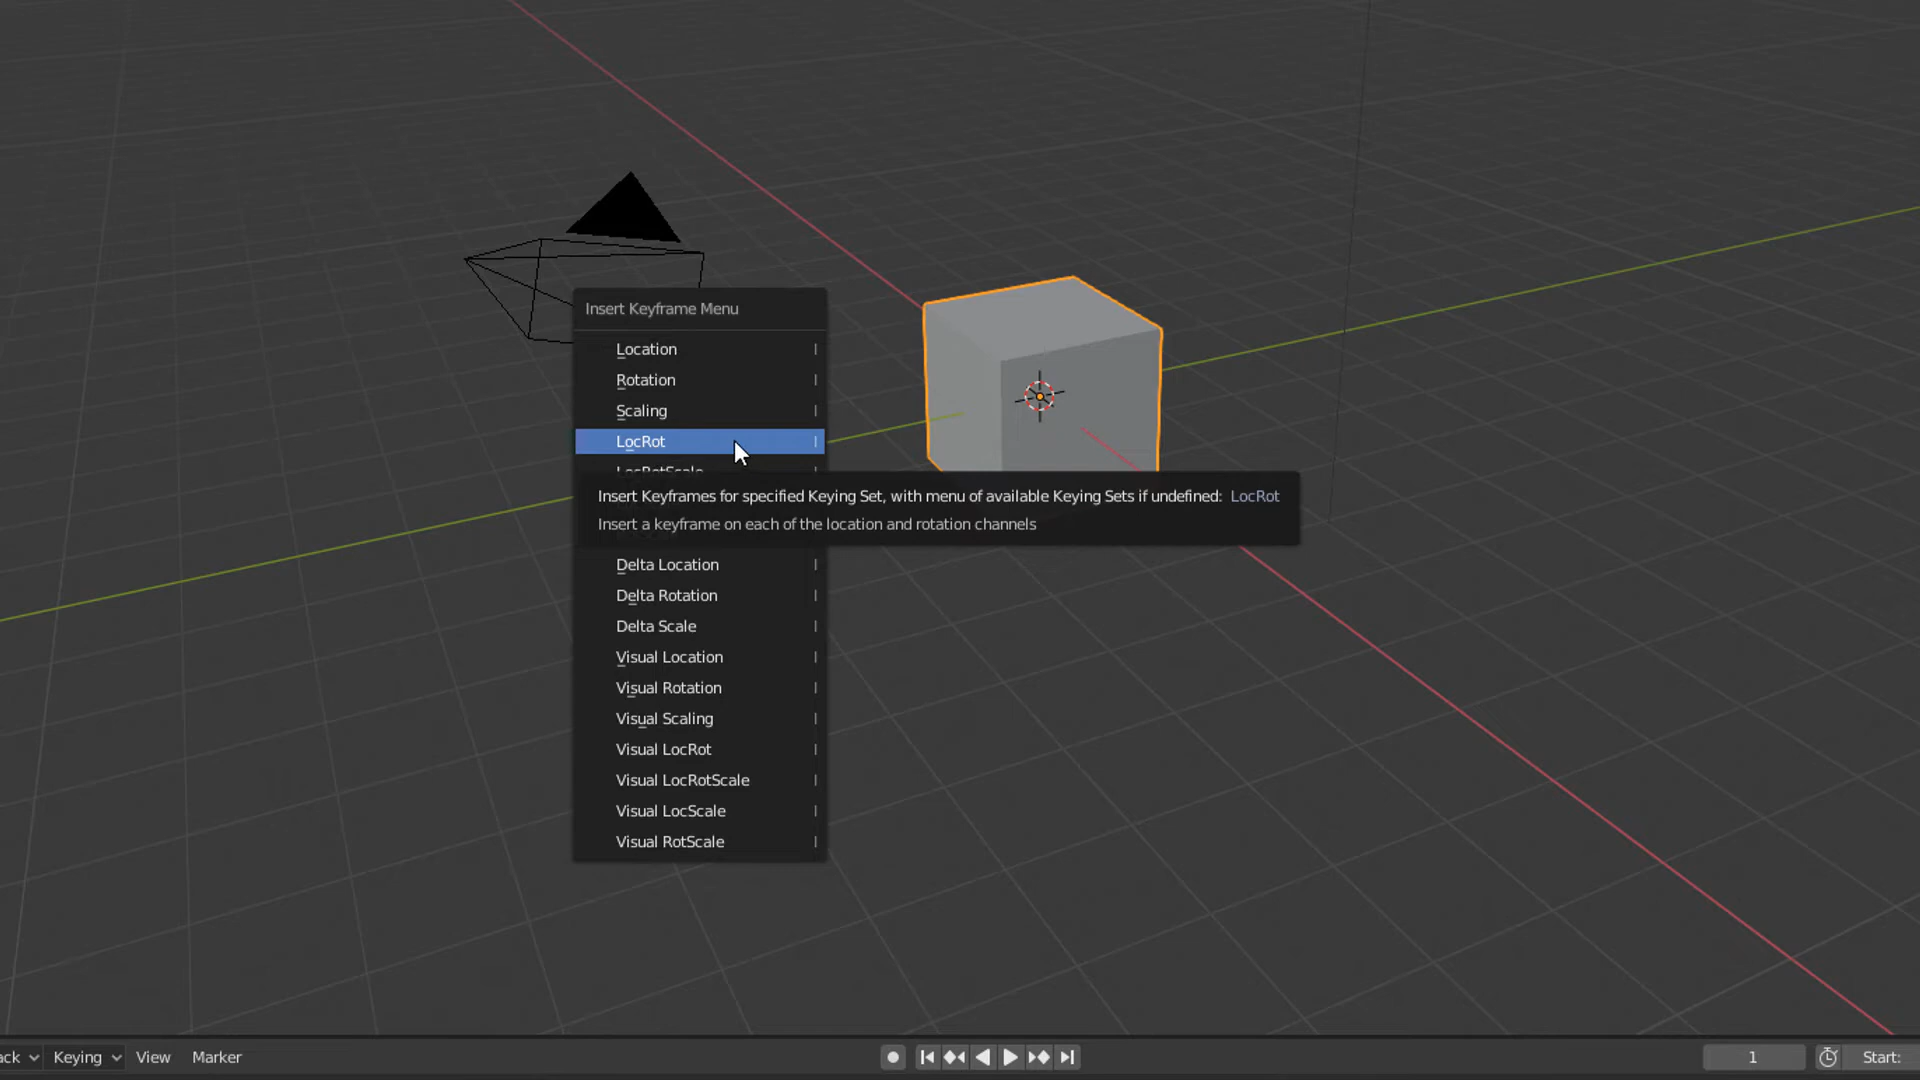 Insert Keyframe Menu
Location I
Rotation I
Scaling I
LocRot I
LocRotScale
Insert Keyframes for specified Keying Set, with menu of available Keying Sets if undefined: LocRot
Insert a keyframe on each of the location and rotation channels
Delta Location I
Delta Rotation I
Delta Scale I
Visual Location I
Visual Rotation I
Visual Scaling I
Visual LocRot I
Visual LocRotScale I
Visual LocScale I
Visual RotScale I
ack Keying View Marker 1 Start: